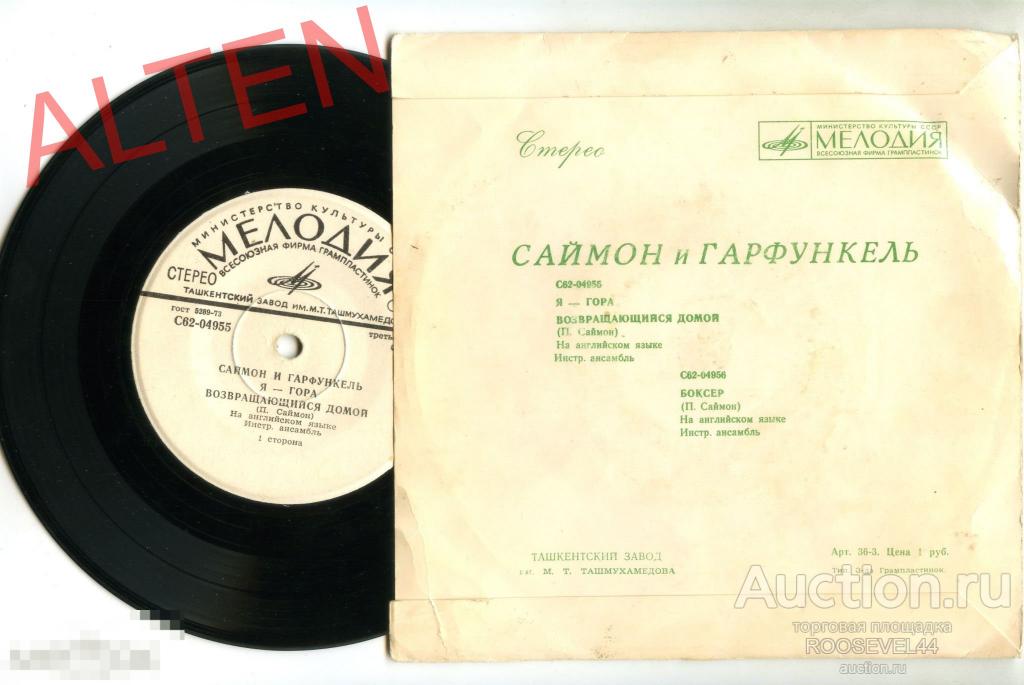 ALTEN
МИНИСТЕРСТВО КУЛЬТУРЫ С
МЕЛОДИЯ
ВСЕСОЮЗНАЯ ФИРМА ГРАМПЛАСТИНОК
СТЕРЕО
ТАШКЕНТСКИЙ ЗАВОД ИМ. М. Т. ТАШМУХАМЕДО
ГОСТ 5289-73
С62-04955
треть
САЙМОН И ГАРФУНКЕЛЬ
Я — ГОРА
ВОЗВРАЩАЮЩИЙСЯ ДОМОЙ
(П. Саймон)
На английском языке
Инстр. ансамбль
1 сторона
Стерео
МИНИСТЕРСТВО КУЛЬТУРЫ СССР
МЕЛОДИЯ
ВСЕСОЮЗНАЯ ФИРМА ГРАМПЛАСТИНОК
САЙМОН и ГАРФУНКЕЛЬ
С62-04955
Я — ГОРА
ВОЗВРАЩАЮЩИЙСЯ ДОМОЙ
(П. Саймон)
На английском языке
Инстр. ансамбль
С62-04956
БОКСЕР
(П. Саймон)
На английском языке
Инстр. ансамбль
ТАШКЕНТСКИЙ ЗАВОД
им. М. Т. ТАШМУХАМЕДОВА
Арт. 36-3. Цена 1 руб.
Тип. З-да Грампластинок.
Auction.ru
торговая площадка
ROOSEVEL44
auction.ru